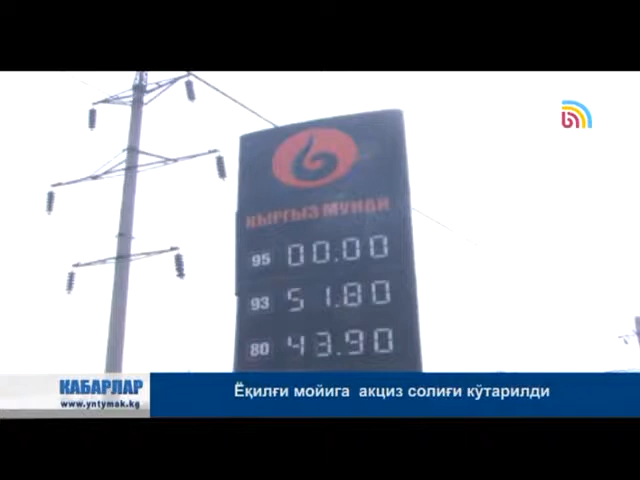 КЫРГЫЗ МУНАЙ
95 00.00
93 51.80
80 43.90
КАБАРЛАР
www.yntymak.kg
Ёқилғи мойига акциз солиғи кўтарилди